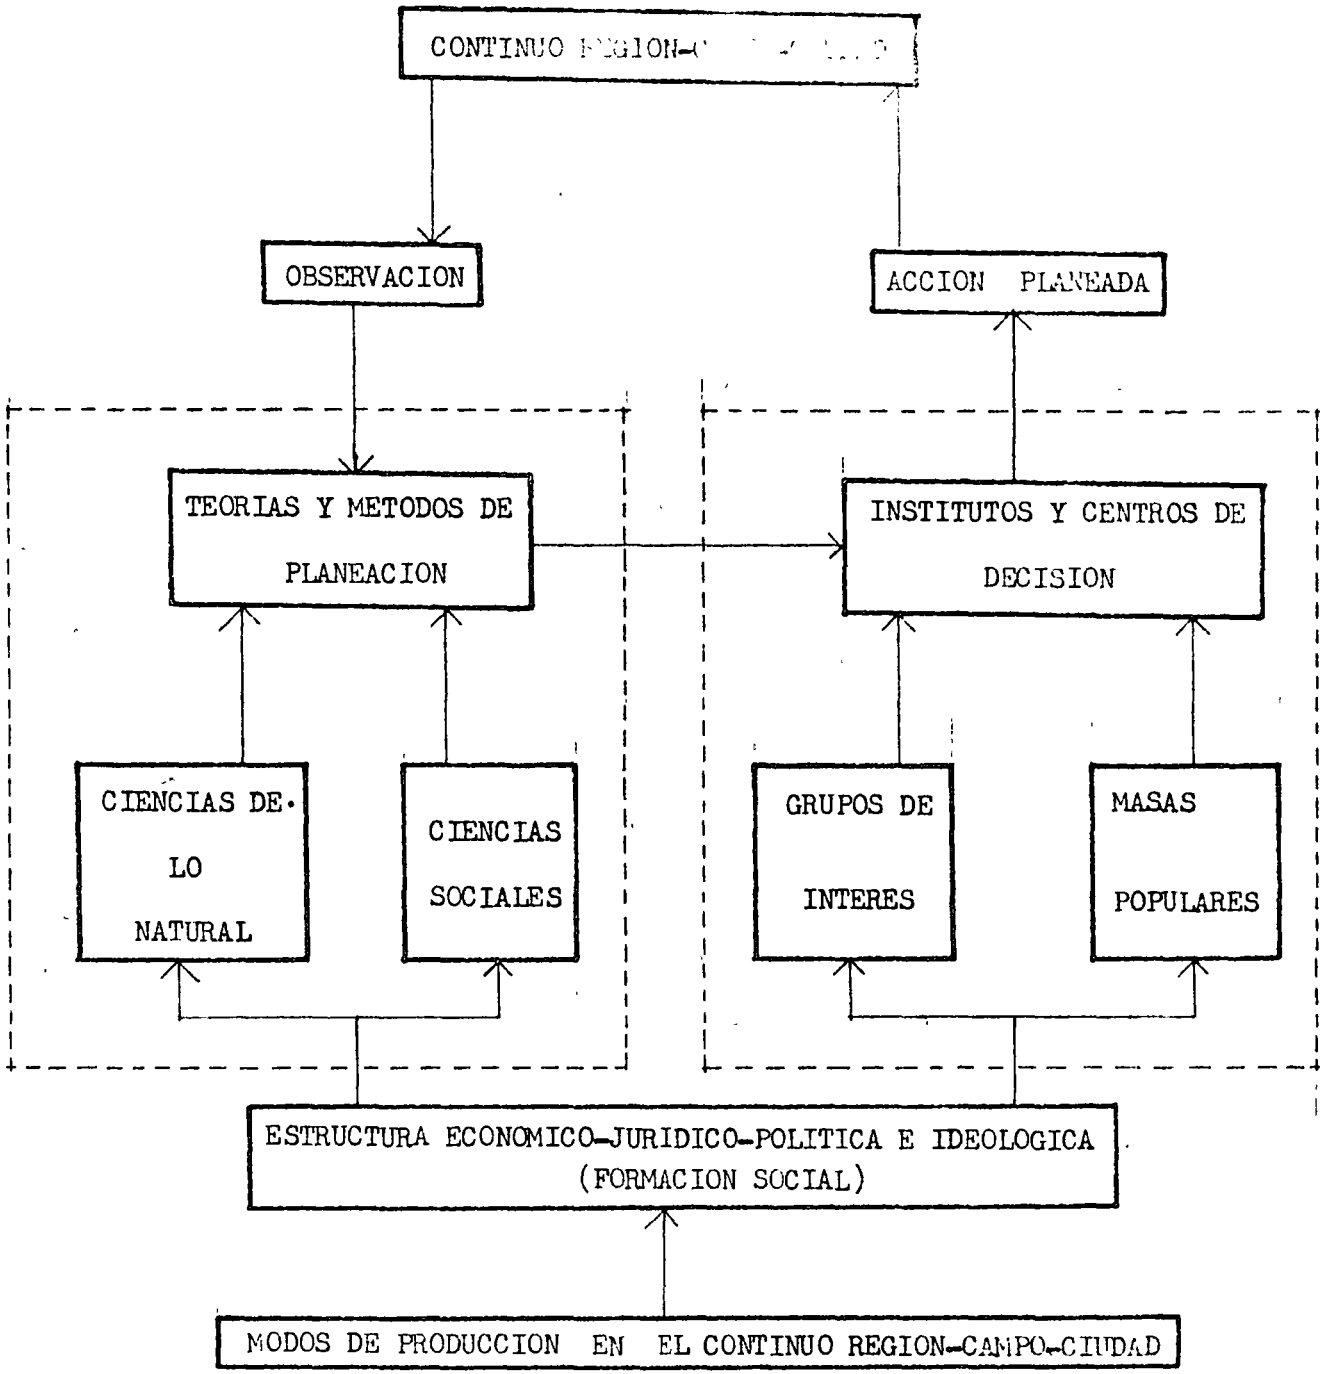 CONTINUO REGION-
OBSERVACION
ACCION PLANEADA
TEORIAS Y METODOS DE
PLANEACION
INSTITUTOS Y CENTROS DE
DECISION
CIENCIAS DE
LO
NATURAL
CIENCIAS
SOCIALES
GRUPOS DE
INTERES
MASAS
POPULARES
ESTRUCTURA ECONOMICO-JURIDICO-POLITICA E IDEOLOGICA
(FORMACION SOCIAL)
MODOS DE PRODUCCION EN EL CONTINUO REGION-CAMPO-CIUDAD